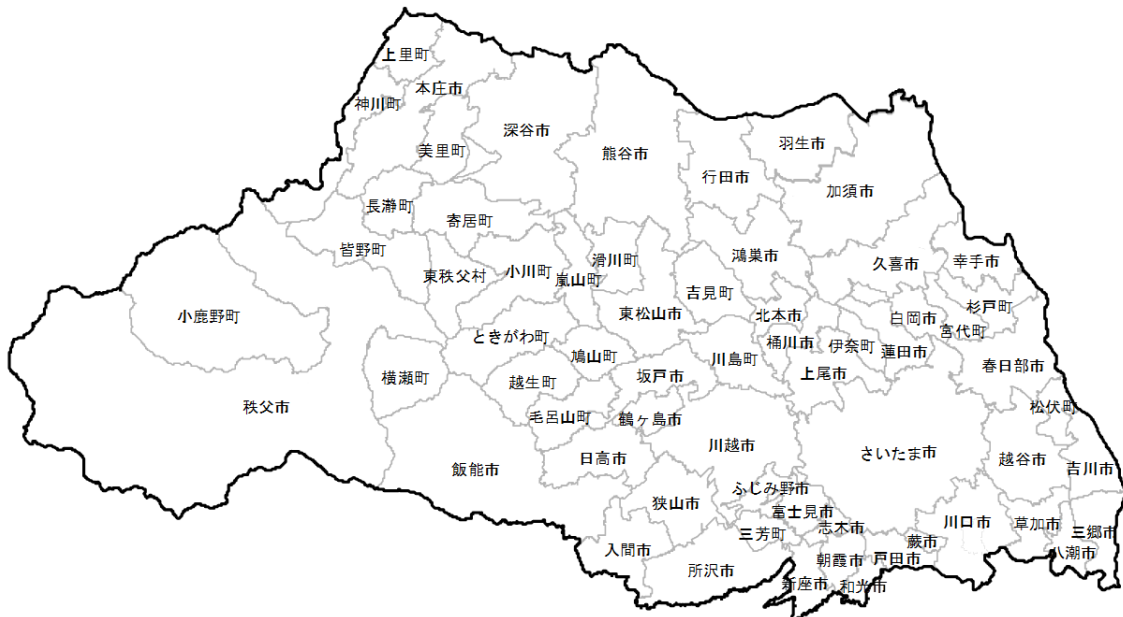 上里町
本庄市
神川町
深谷市
羽生市
美里町
熊谷市
行田市
加須市
長瀞町
寄居町
皆野町
鴻巣市
久喜市
幸手市
東秩父村
小川町
嵐山町
滑川町
吉見町
杉戸町
小鹿野町
東松山市
北本市
白岡市
宮代町
ときがわ町
鳩山町
川島町
桶川市
伊奈町
蓮田市
春日部市
横瀬町
越生町
坂戸市
上尾市
秩父市
毛呂山町
鶴ヶ島市
松伏町
飯能市
日高市
川越市
さいたま市
越谷市
吉川市
ふじみ野市
狭山市
富士見市
志木市
川口市
草加市
三郷市
三芳町
入間市
蕨市
所沢市
朝霞市
戸田市
八潮市
新座市
和光市